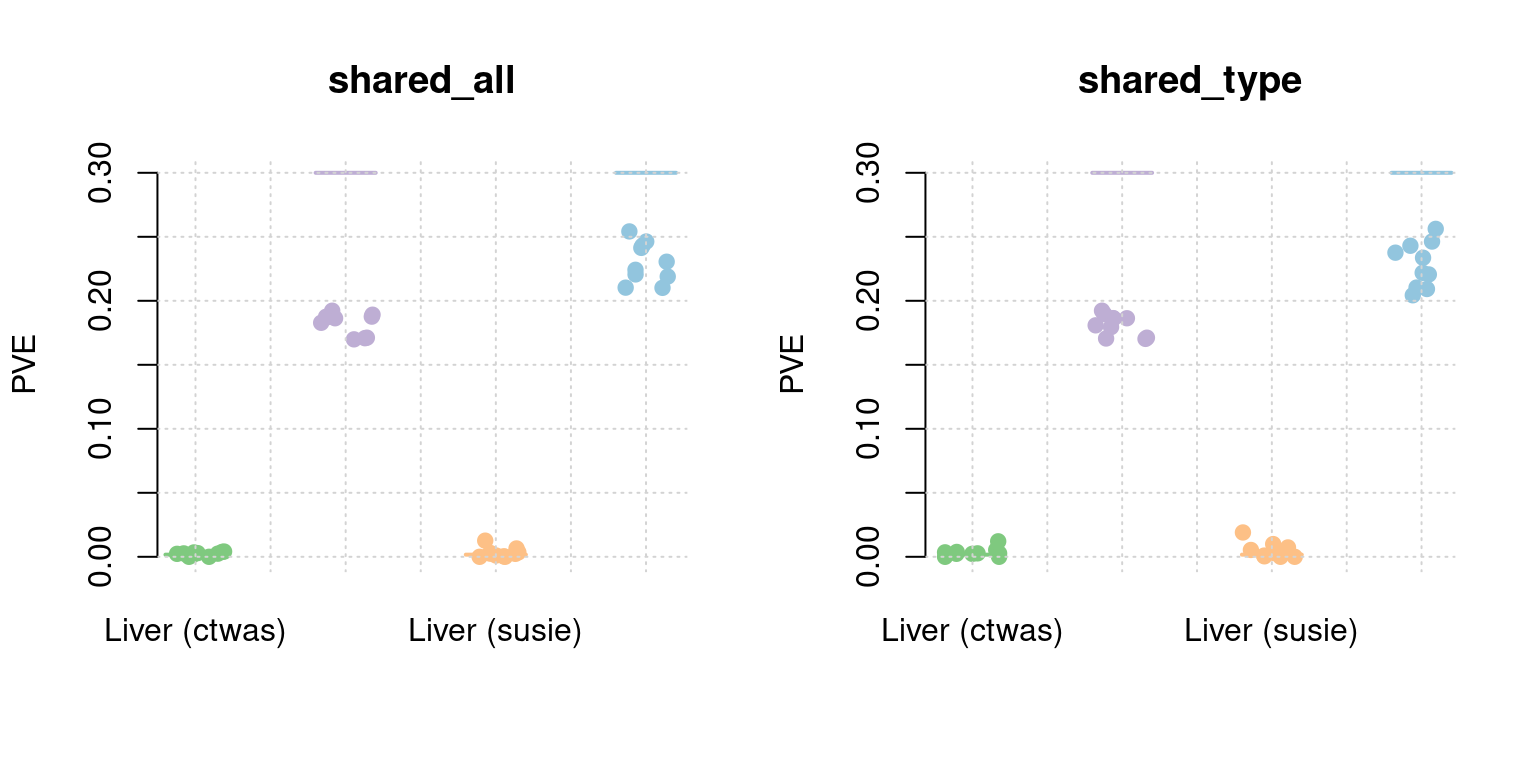 shared_all
PVE
0.30
0.20
0.10
0.00
Liver (ctwas)
Liver (susie)
shared_type
PVE
0.30
0.20
0.10
0.00
Liver (ctwas)
Liver (susie)